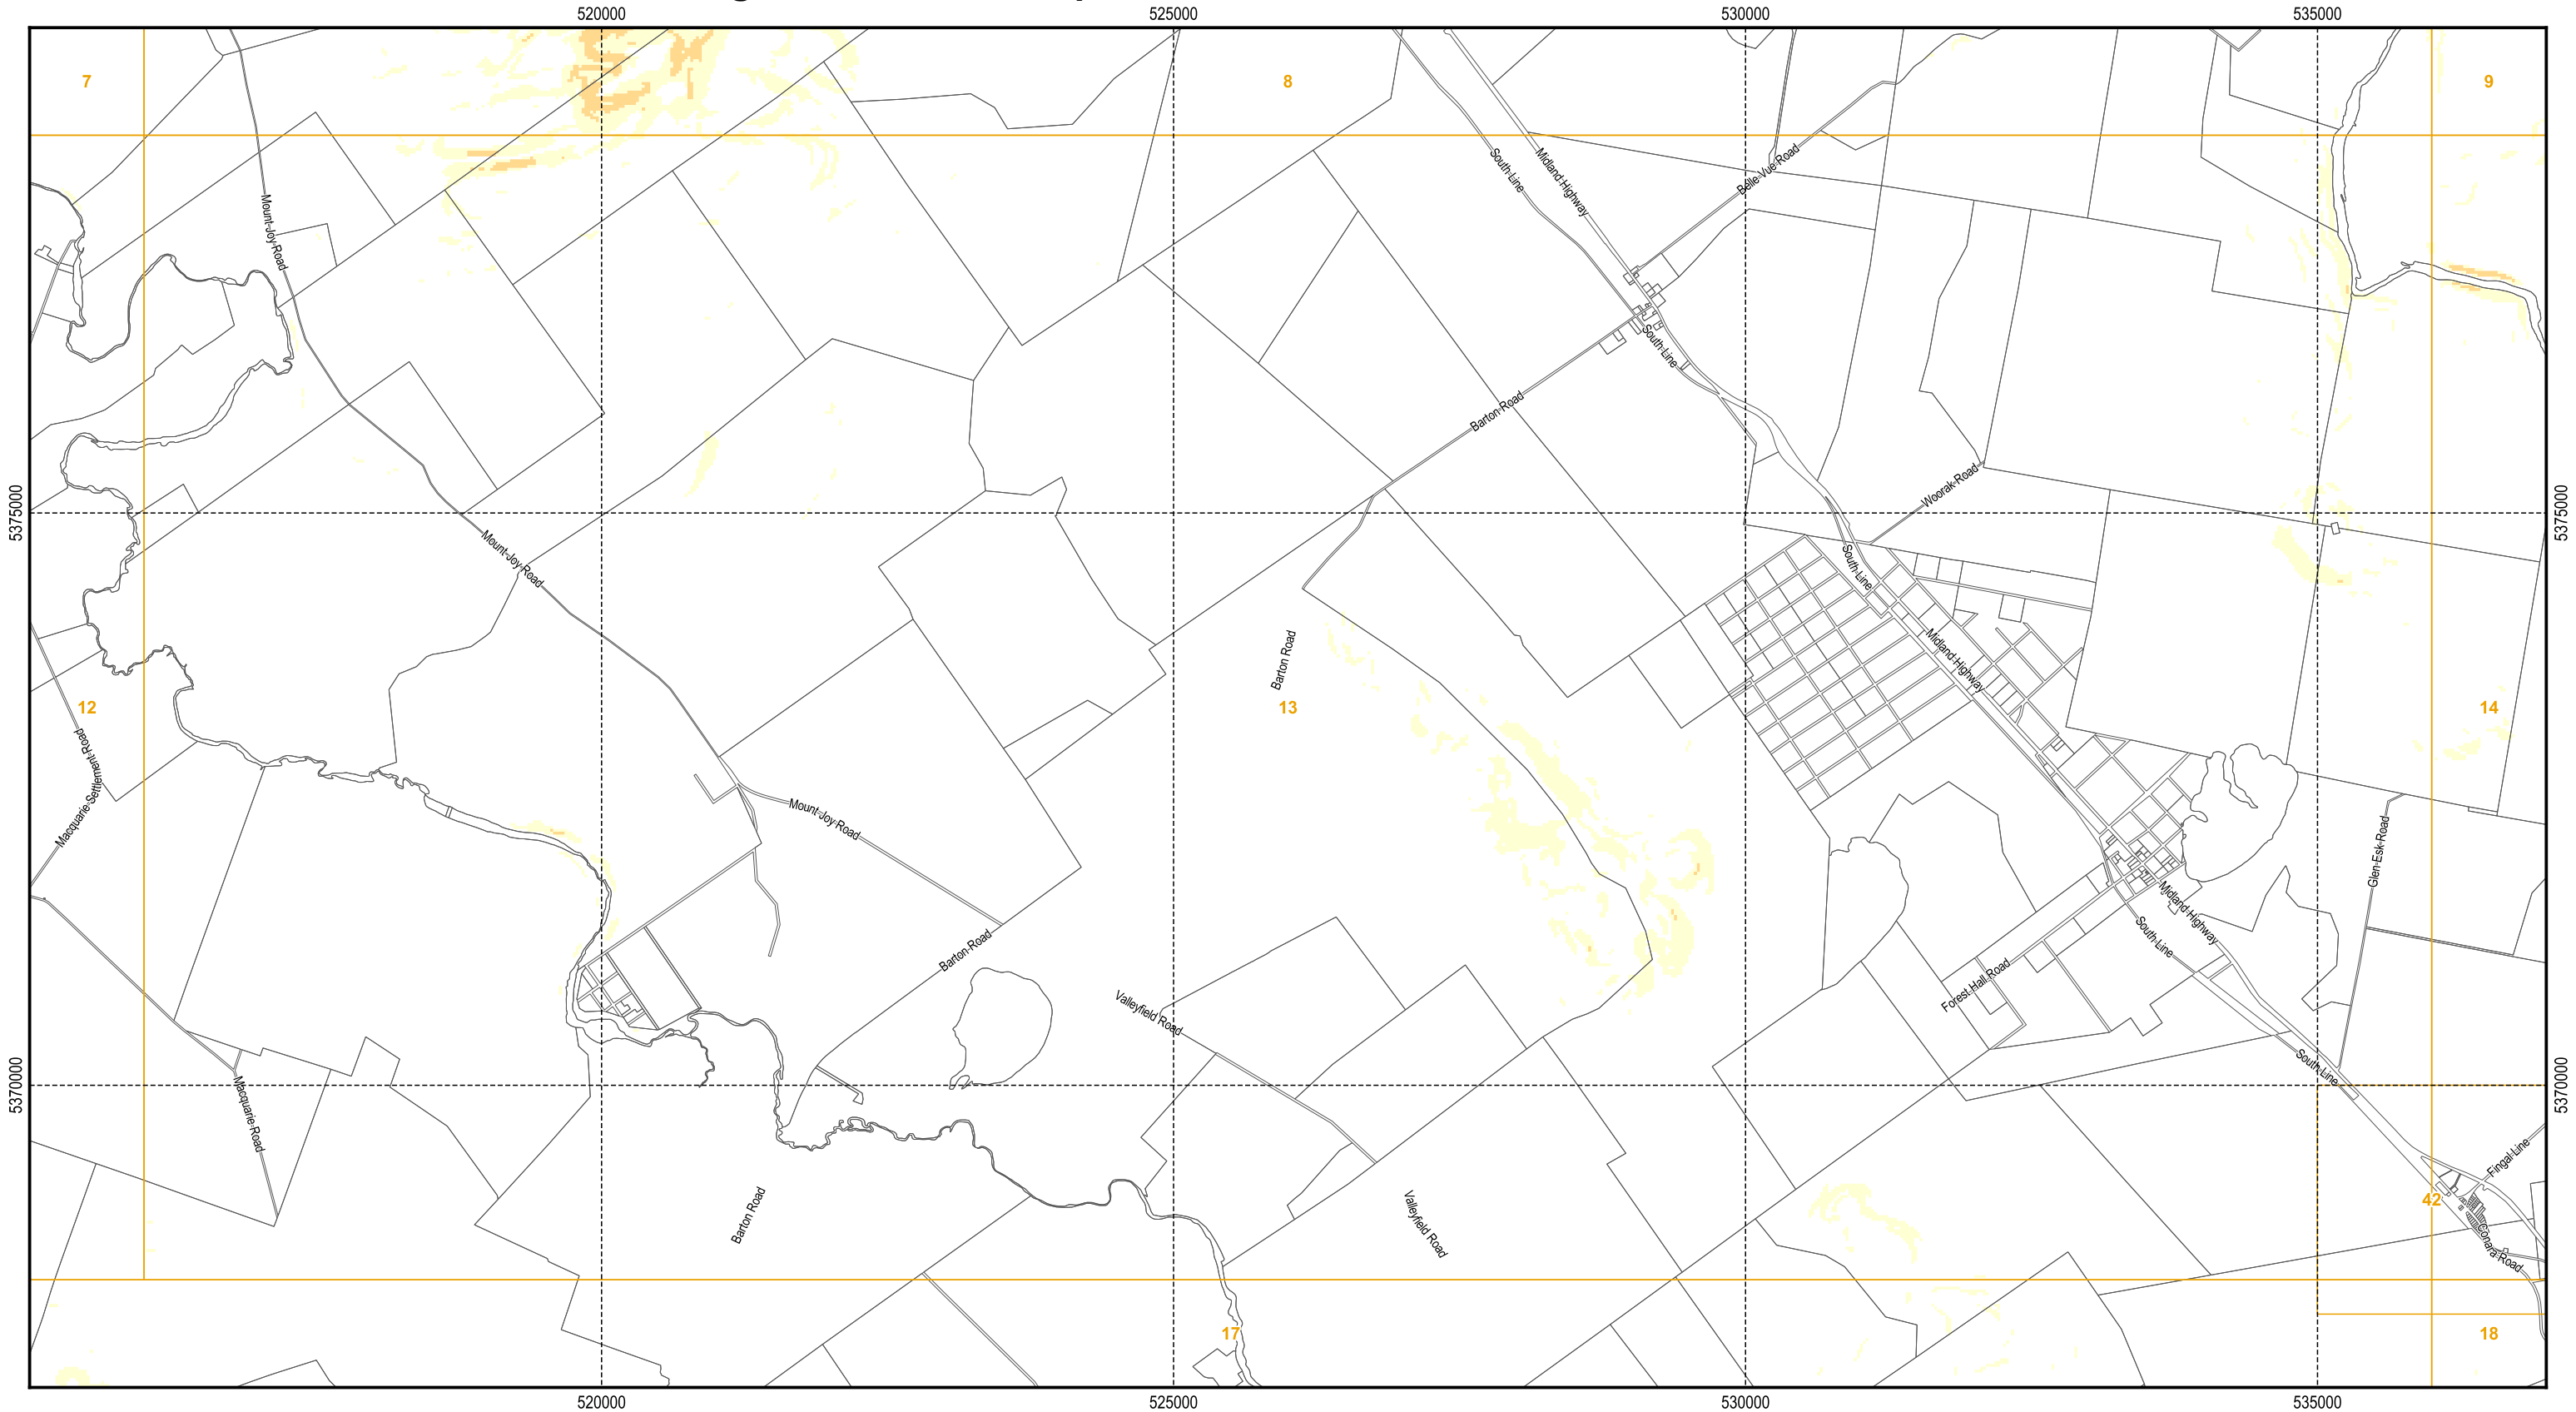 520000
525000
530000
535000
7
8
9
South-Line
Midland-Highway
Belle-Vue Road
Mount-Joy-Road
South-Line
Barton-Road
Woorak-Road
5375000
5375000
Mount-Joy-Road
South-Line
Barton Road
Midland-Highway
12
13
14
Macquarie-Settlement-Road
Mount-Joy-Road
Glen-Esk-Road
Midland-Highway
South-Line
Barton-Road
Forest-Hall-Road
Valleyfield Road
South-Line
5370000
5370000
Macquarie-Road
Fingal-Line
Barton Road
Valleyfield Road
42
Conara-Road
17
18
520000
525000
530000
535000